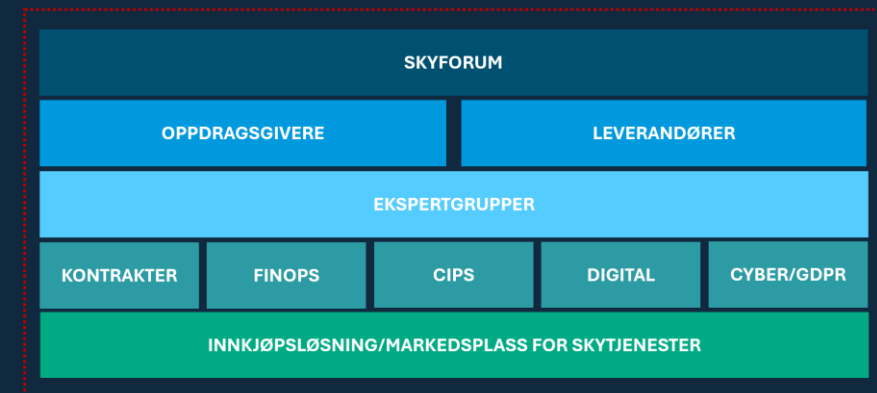 SKYFORUM
OPPDRAGSGIVERE
LEVERANDØRER
EKSPERTGRUPPER
KONTRAKTER
FINOPS
CIPS
DIGITAL
CYBER/GDPR
INNKJØPSLØSNING/MARKEDSPLASS FOR SKYTJENESTER